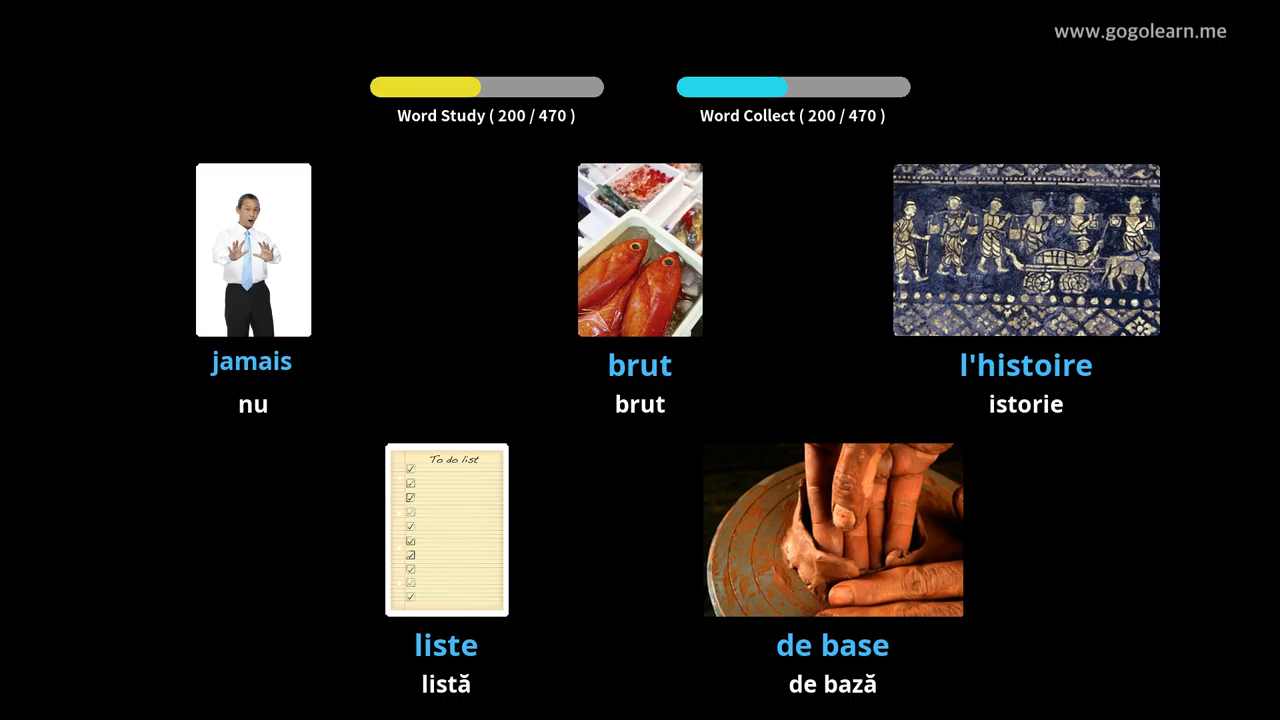 www.gogolearn.me
Word Study ( 200 / 470 )
Word Collect ( 200 / 470 )
jamais
nu
brut
brut
l'histoire
istorie
To do list
liste
listă
de base
de bază